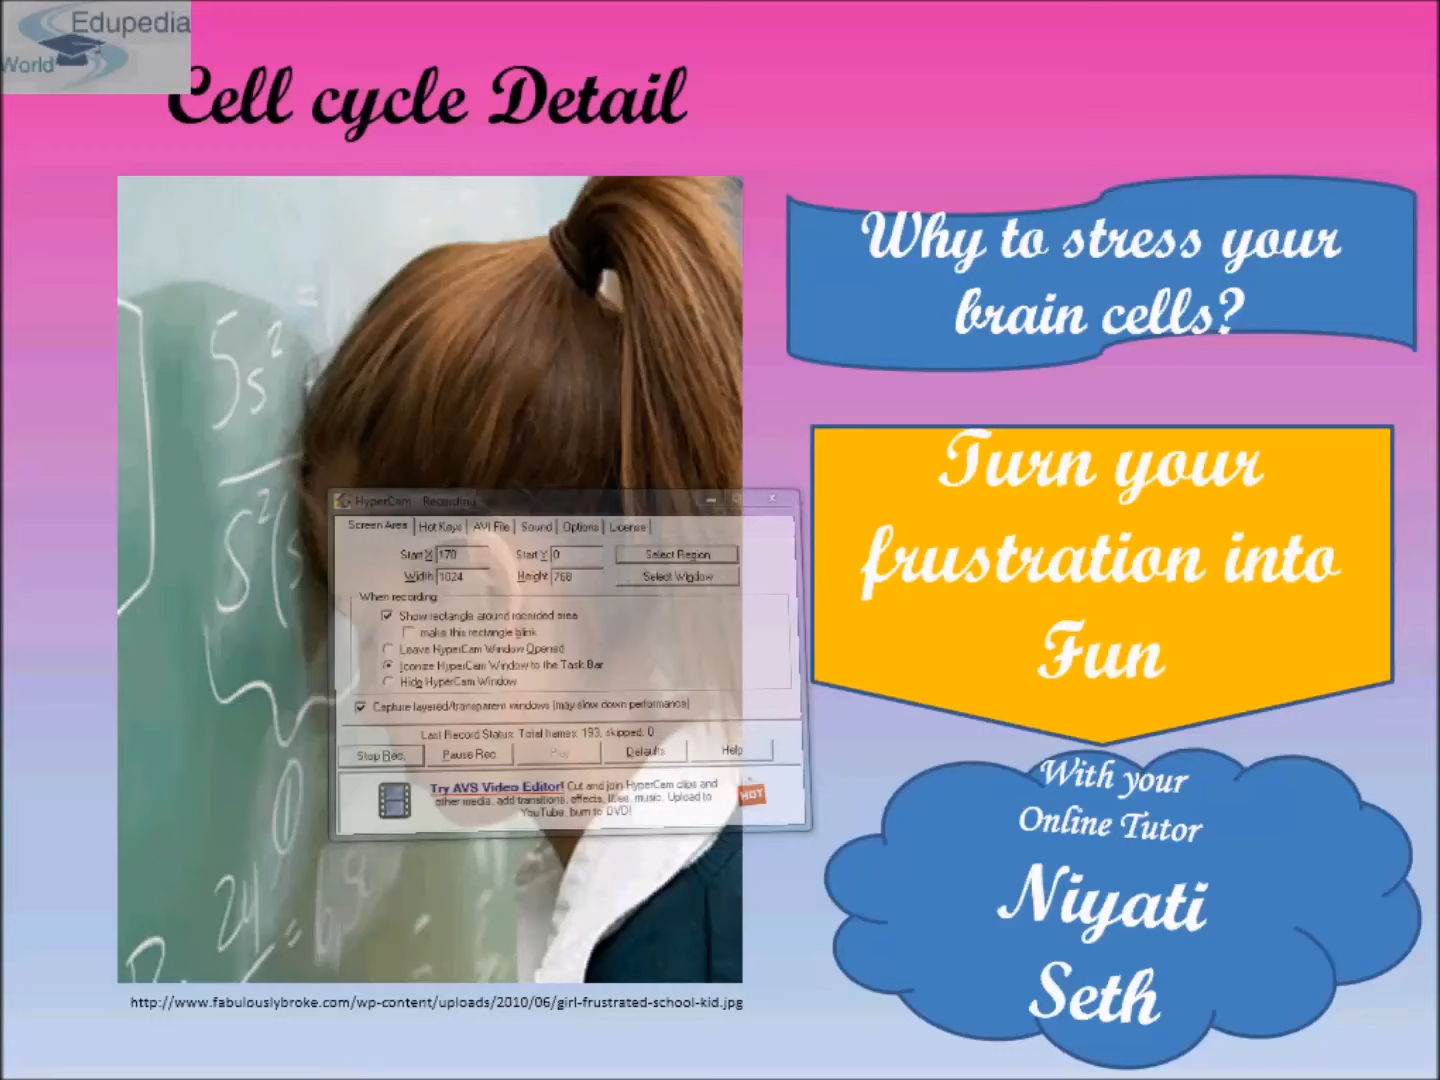 Edupedia
World
Cell cycle Detail
Why to stress your
brain cells?
Turn your
frustration into
Fun
With your
Online Tutor
Niyati
Seth
5s²
HyperCam - Recording
Screen Area Hot Keys AVI File Sound Options License
Start X 170 Start Y 0 Select Region
Width 1024 Height 768 Select Window
When recording
Show rectangle around recorded area
make this rectangle blink
Leave HyperCam Window Opened
Iconize HyperCam Window to the Task Bar
Hide HyperCam Window
Capture layered/transparent windows (may slow down performance)
Last Record Status: Total frames: 193, skipped: 0
Stop Rec. Pause Rec. Play Defaults Help
Try AVS Video Editor! Cut and join HyperCam clips and
other media, add transitions, effects, titles, music. Upload to
YouTube, burn to DVD!
HOT
http://www.fabulouslybroke.com/wp-content/uploads/2010/06/girl-frustrated-school-kid.jpg